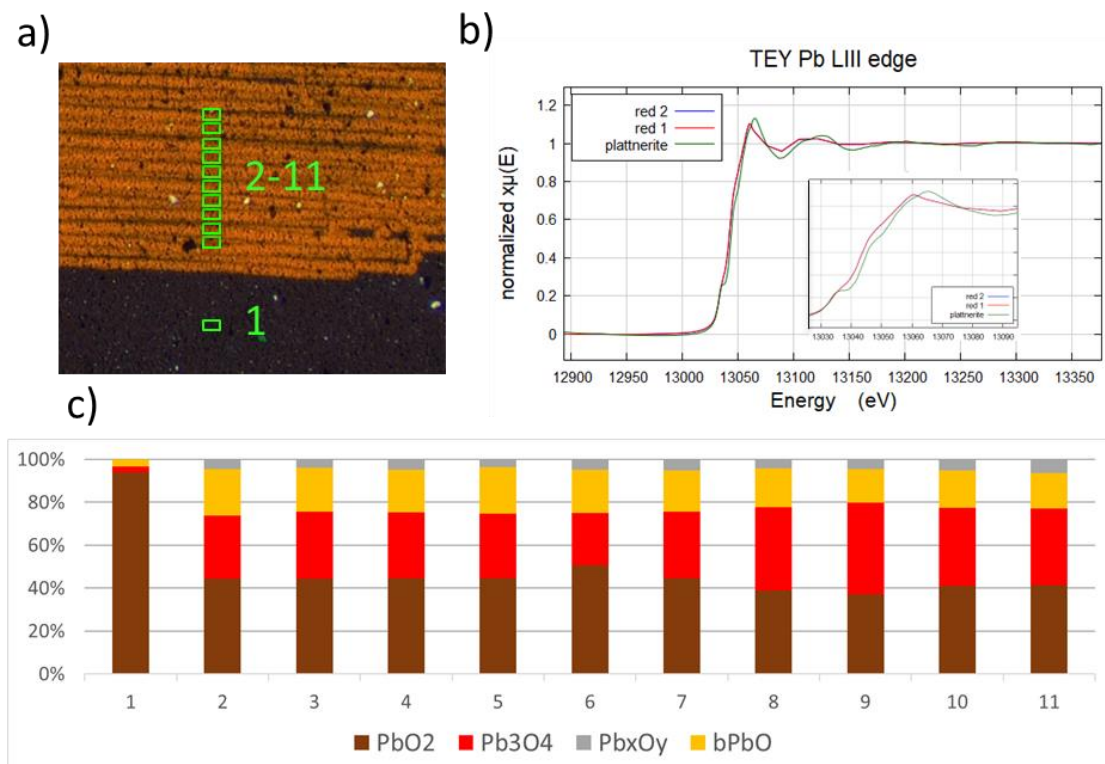 a)
2-11
1
b)
TEY Pb LIII edge
normalized xμ(E)
1.2
1
0.8
0.6
0.4
0.2
0
red 2
red 1
plattnerite
13030 13040 13050 13060 13070 13080 13090
red 2
red 1
plattnerite
12900 12950 13000 13050 13100 13150 13200 13250 13300 13350
Energy (eV)
c)
100%
80%
60%
40%
20%
0%
1 2 3 4 5 6 7 8 9 10 11
PbO2 Pb3O4 PbxOy bPbO